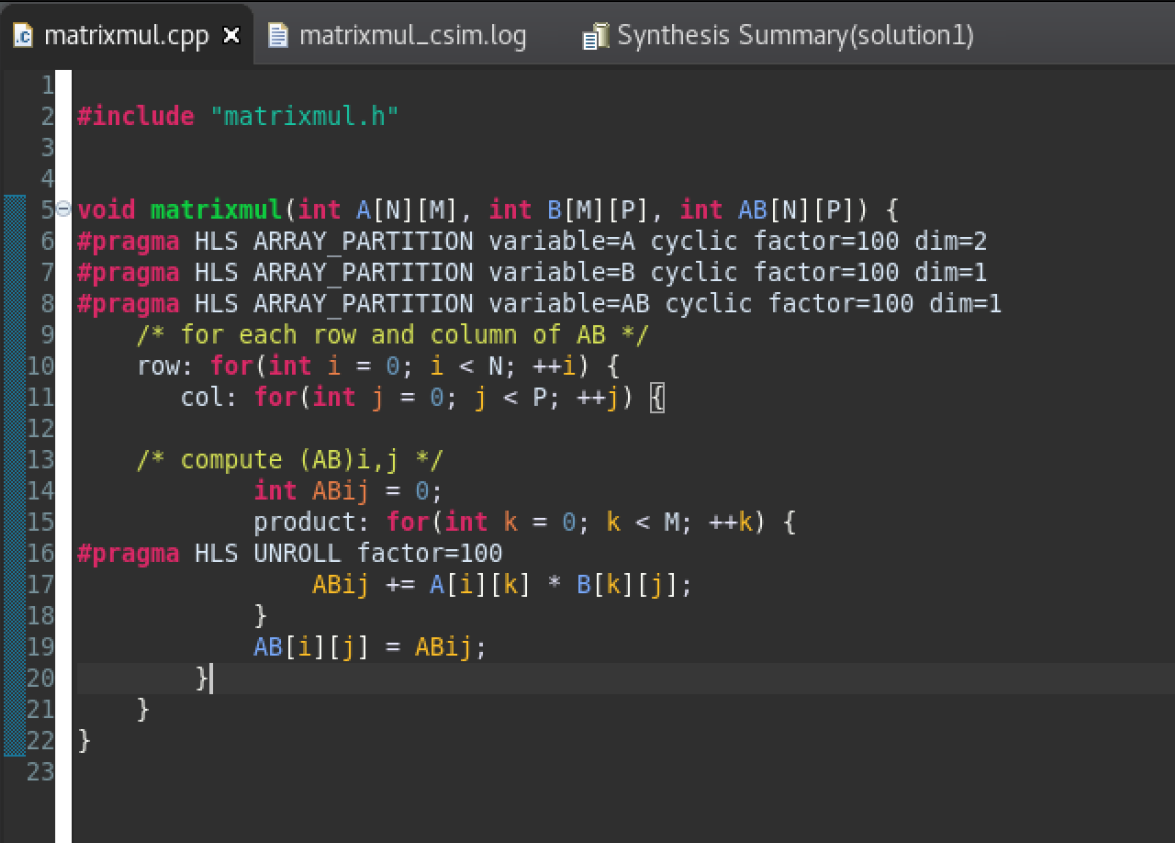 matrixmul.cpp matrixmul_csim.log Synthesis Summary(solution1)
1
2 #include "matrixmul.h"
3
4
5 void matrixmul(int A[N][M], int B[M][P], int AB[N][P]) {
6 #pragma HLS ARRAY_PARTITION variable=A cyclic factor=100 dim=2
7 #pragma HLS ARRAY_PARTITION variable=B cyclic factor=100 dim=1
8 #pragma HLS ARRAY_PARTITION variable=AB cyclic factor=100 dim=1
9     /* for each row and column of AB */
10     row: for(int i = 0; i < N; ++i) {
11        col: for(int j = 0; j < P; ++j) {
12
13     /* compute (AB)i,j */
14             int ABij = 0;
15             product: for(int k = 0; k < M; ++k) {
16 #pragma HLS UNROLL factor=100
17                 ABij += A[i][k] * B[k][j];
18             }
19             AB[i][j] = ABij;
20         }
21     }
22 }
23